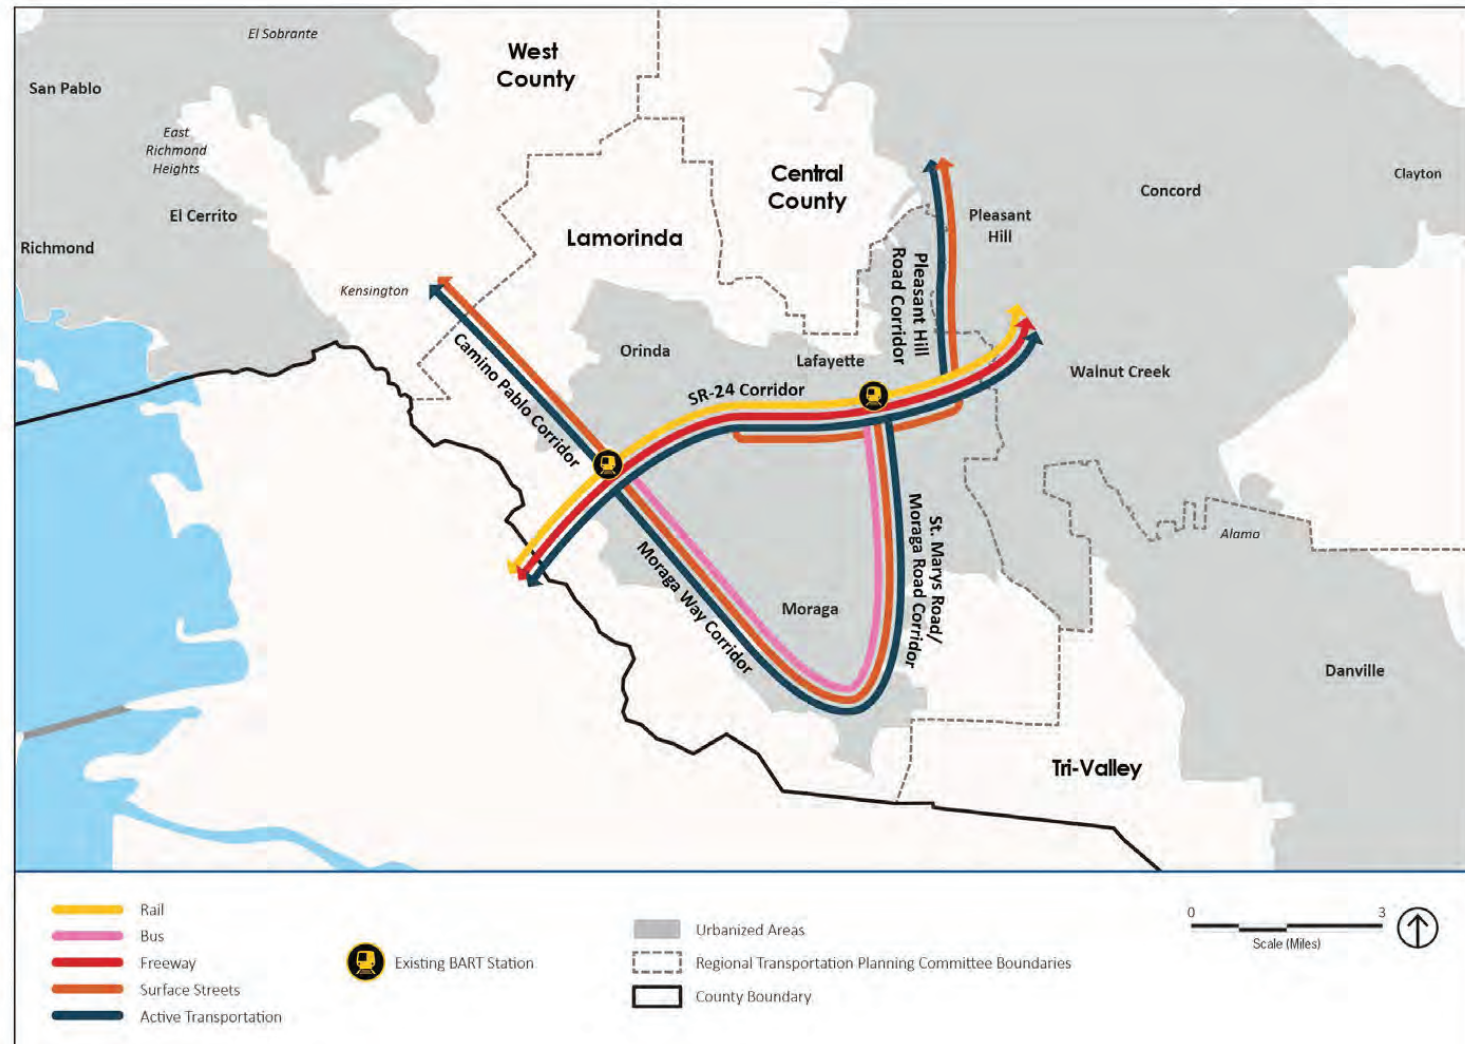 El Sobrante
West
County
San Pablo
East
Richmond
Heights
Central
County
Concord
Clayton
El Cerrito
Pleasant
Hill
Richmond
Lamorinda
Kensington
Pleasant Hill
Road Corridor
Orinda
Lafayette
Walnut Creek
Camino Pablo Corridor
SR-24 Corridor
St. Marys Road/
Moraga Road Corridor
Alamo
Moraga Way Corridor
Moraga
Danville
Tri-Valley
Rail
Bus
Freeway
Surface Streets
Active Transportation
Existing BART Station
Urbanized Areas
Regional Transportation Planning Committee Boundaries
County Boundary
0 3
Scale (Miles)